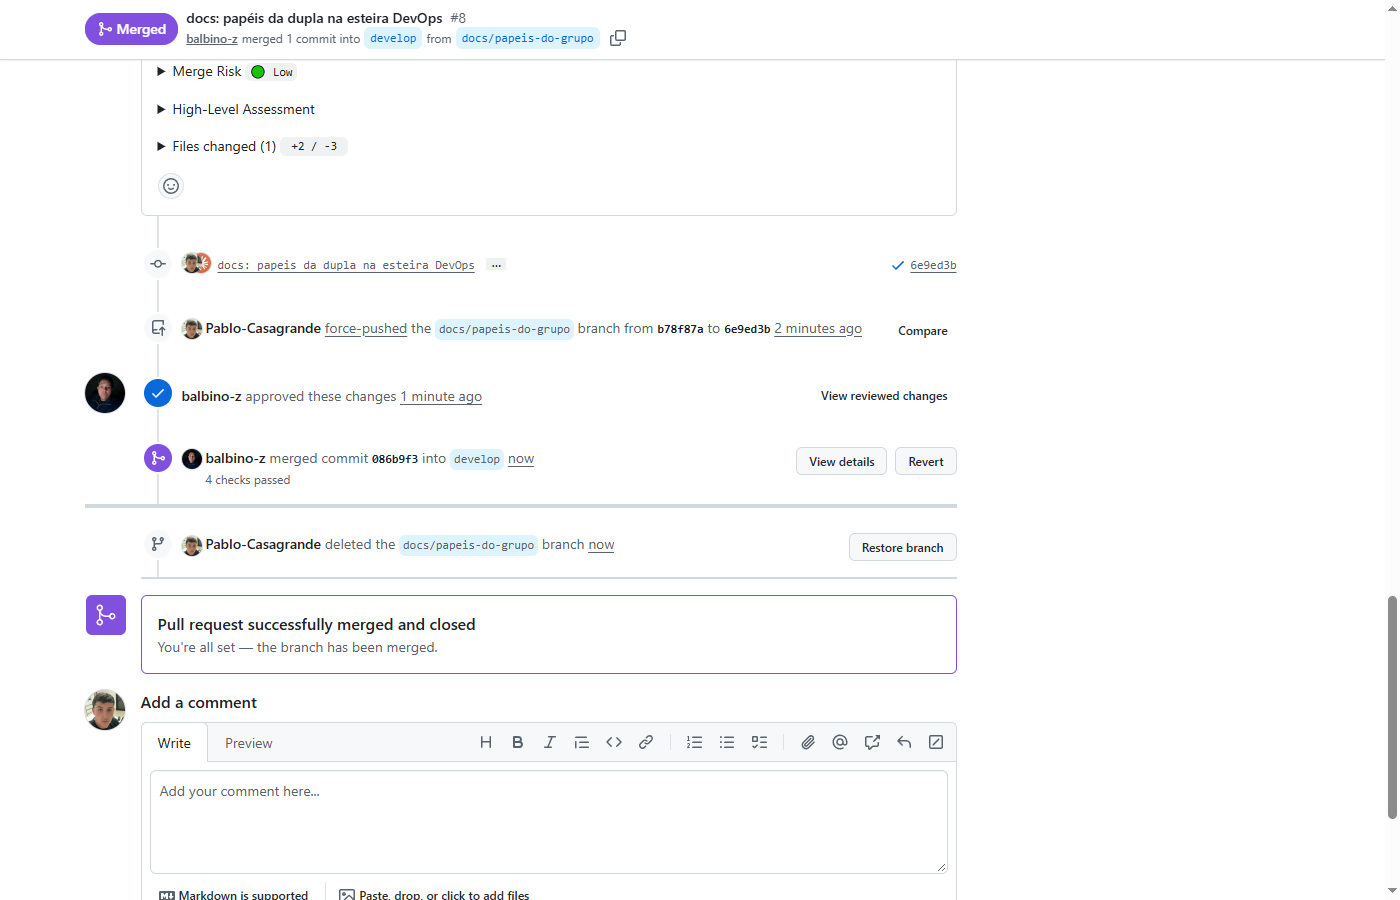 Merged
docs: papéis da dupla na esteira DevOps #8
balbino-z merged 1 commit into develop from docs/papeis-do-grupo
Merge Risk Low
High-Level Assessment
Files changed (1) +2 / -3
docs: papeis da dupla na esteira DevOps ... 6e9ed3b
Pablo-Casagrande force-pushed the docs/papeis-do-grupo branch from b78f87a to 6e9ed3b 2 minutes ago Compare
balbino-z approved these changes 1 minute ago View reviewed changes
balbino-z merged commit 086b9f3 into develop now View details Revert
4 checks passed
Pablo-Casagrande deleted the docs/papeis-do-grupo branch now Restore branch
Pull request successfully merged and closed
You're all set — the branch has been merged.
Add a comment
Write Preview
Add your comment here...
Markdown is supported Paste, drop, or click to add files